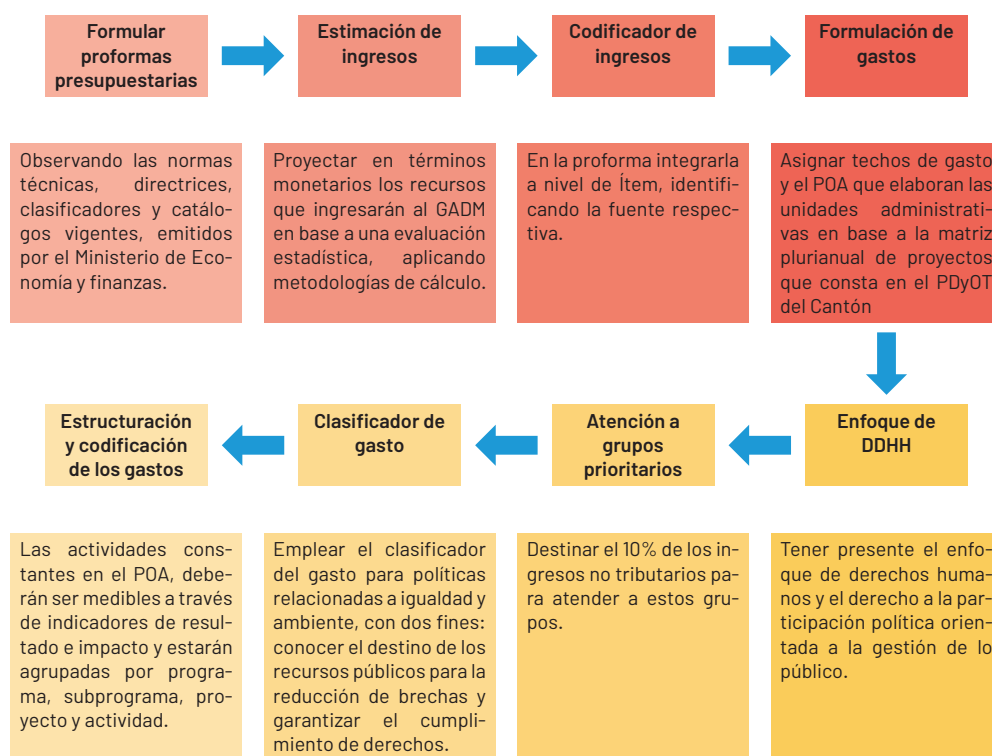 Formular
proformas
presupuestarias
Estimación de
ingresos
Codificador de
ingresos
Formulación de
gastos
Observando las normas
técnicas, directrices,
clasificadores y catálo-
gos vigentes, emitidos
por el Ministerio de Eco-
nomía y finanzas.
Proyectar en términos
monetarios los recursos
que ingresarán al GADM
en base a una evaluación
estadística, aplicando
metodologías de cálculo.
En la proforma integrarla
a nivel de Ítem, identifi-
cando la fuente respec-
tiva.
Asignar techos de gasto
y el POA que elaboran las
unidades administrati-
vas en base a la matriz
plurianual de proyectos
que consta en el PDyOT
del Cantón
Estructuración
y codificación
de los gastos
Clasificador de
gasto
Atención a
grupos
prioritarios
Enfoque de
DDHH
Las actividades cons-
tantes en el POA, debe-
rán ser medibles a través
de indicadores de resul-
tado e impacto y estarán
agrupadas por progra-
ma, subprograma, pro-
yecto y actividad.
Emplear el clasificador
del gasto para políticas
relacionadas a igualdad y
ambiente, con dos fines:
conocer el destino de los
recursos públicos para la
reducción de brechas y
garantizar el cumpli-
miento de derechos.
Destinar el 10% de los in-
gresos no tributarios pa-
ra atender a estos gru-
pos.
Tener presente el enfo-
que de derechos huma-
nos y el derecho a la par-
ticipación política orien-
tada a la gestión de lo
público.